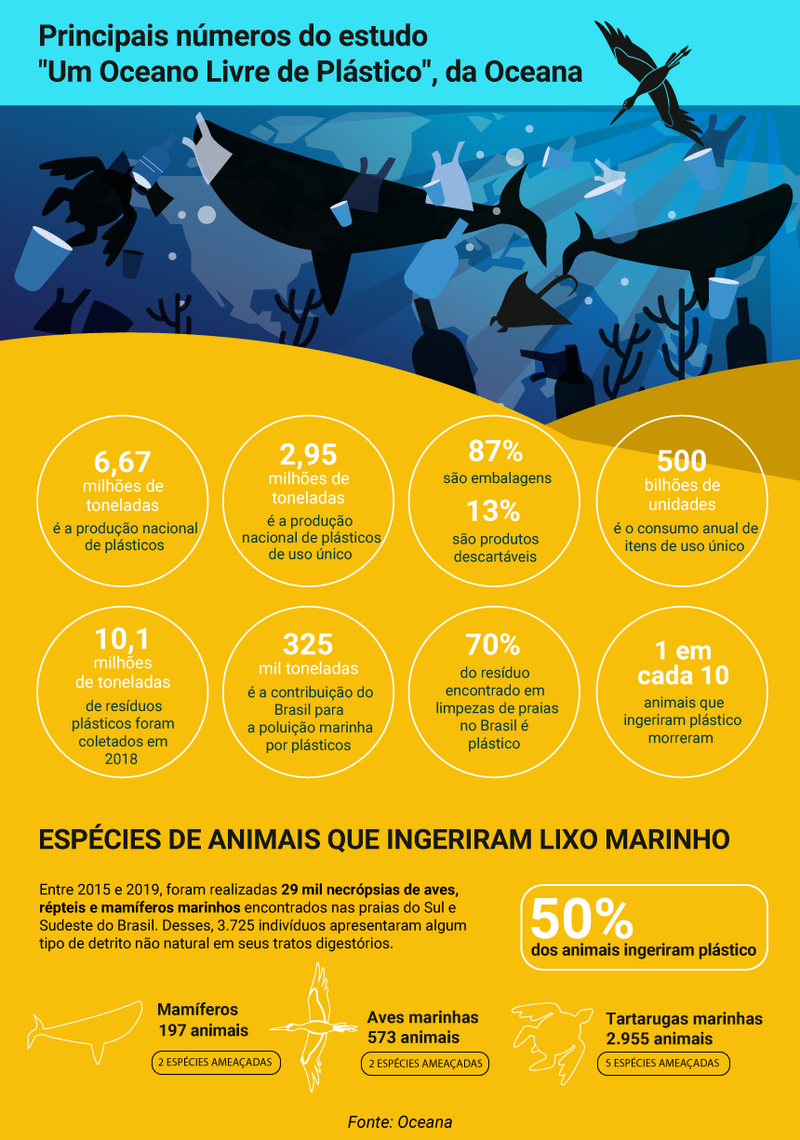 Principais números do estudo
"Um Oceano Livre de Plástico", da Oceana
6,67
milhões de
toneladas
é a produção nacional
de plásticos
2,95
milhões de
toneladas
é a produção
nacional de plásticos
de uso único
87%
são embalagens
13%
são produtos
descartáveis
500
bilhões de
unidades
é o consumo anual de
itens de uso único
10,1
milhões
de toneladas
de resíduos
plásticos foram
coletados em
2018
325
mil toneladas
é a contribuição do
Brasil para
a poluição marinha
por plásticos
70%
do resíduo
encontrado em
limpezas de praias
no Brasil é
plástico
1 em
cada 10
animais que
ingeriram plástico
morreram
ESPÉCIES DE ANIMAIS QUE INGERIRAM LIXO MARINHO
Entre 2015 e 2019, foram realizadas 29 mil necrópsias de aves,
répteis e mamíferos marinhos encontrados nas praias do Sul e
Sudeste do Brasil. Desses, 3.725 indivíduos apresentaram algum
tipo de detrito não natural em seus tratos digestórios.
50%
dos animais ingeriram plástico
Mamíferos
197 animais
2 ESPÉCIES AMEAÇADAS
Aves marinhas
573 animais
2 ESPÉCIES AMEAÇADAS
Tartarugas marinhas
2.955 animais
5 ESPÉCIES AMEAÇADAS
Fonte: Oceana